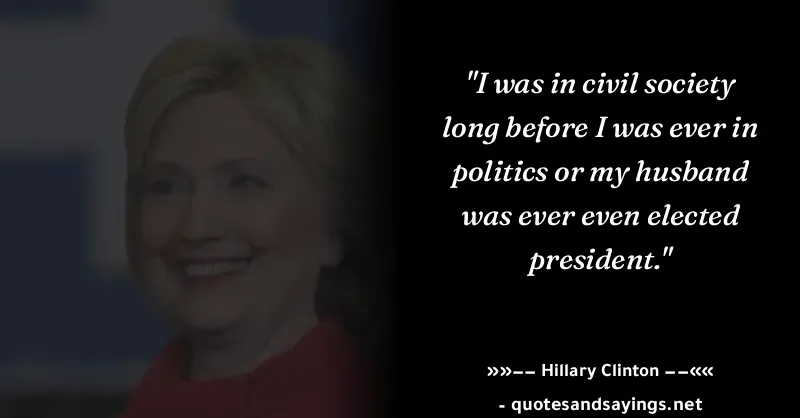 "I was in civil society
long before I was ever in
politics or my husband
was ever even elected
president."
»»−− Hillary Clinton −−««
- quotesandsayings.net